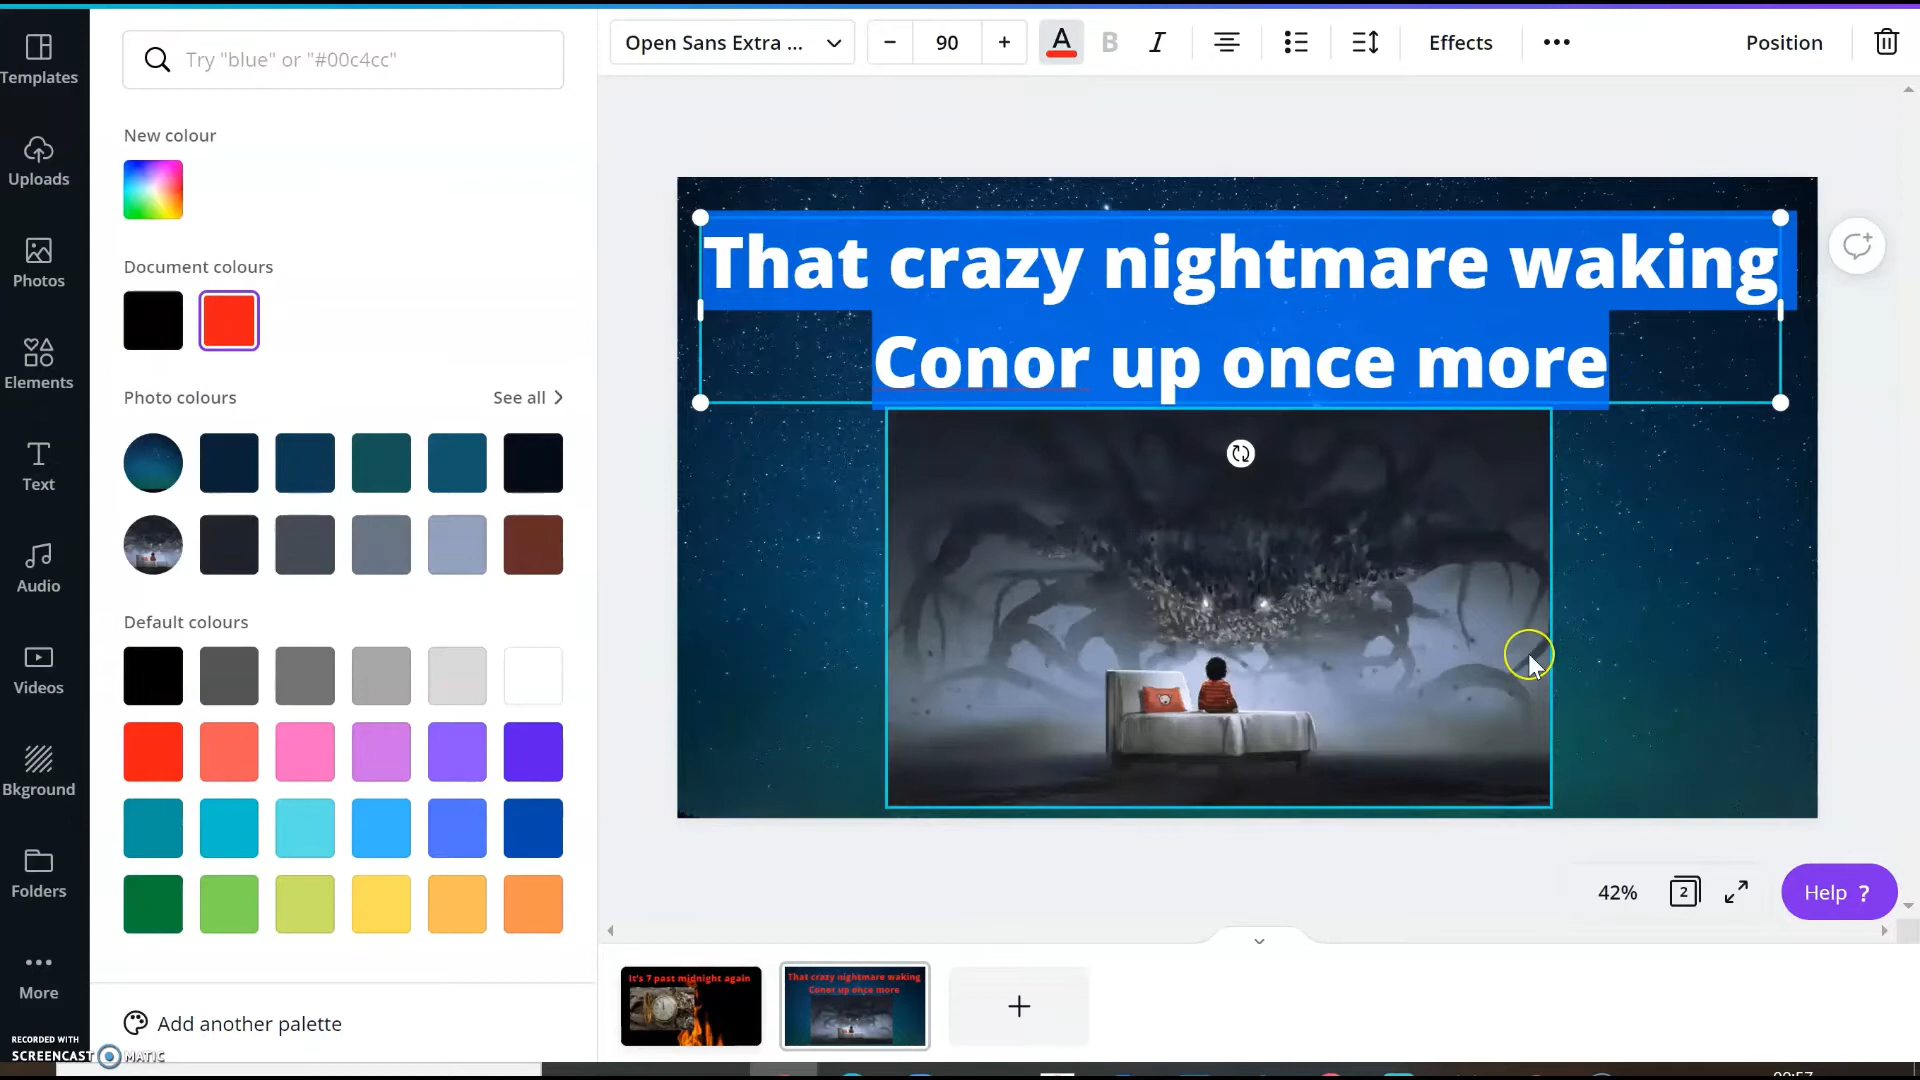 Templates
Uploads
Photos
Elements
Text
Audio
Videos
Bkground
Folders
More
RECORDED WITH
SCREENCAST MATIC
Try "blue" or "#00c4cc"
New colour
Document colours
Photo colours
See all
Default colours
Add another palette
Open Sans Extra ...
90
A
B
I
Effects
Position
That crazy nightmare waking
Conor up once more
42%
2
Help ?
It's 7 past midnight again
That crazy nightmare waking
Conor up once more